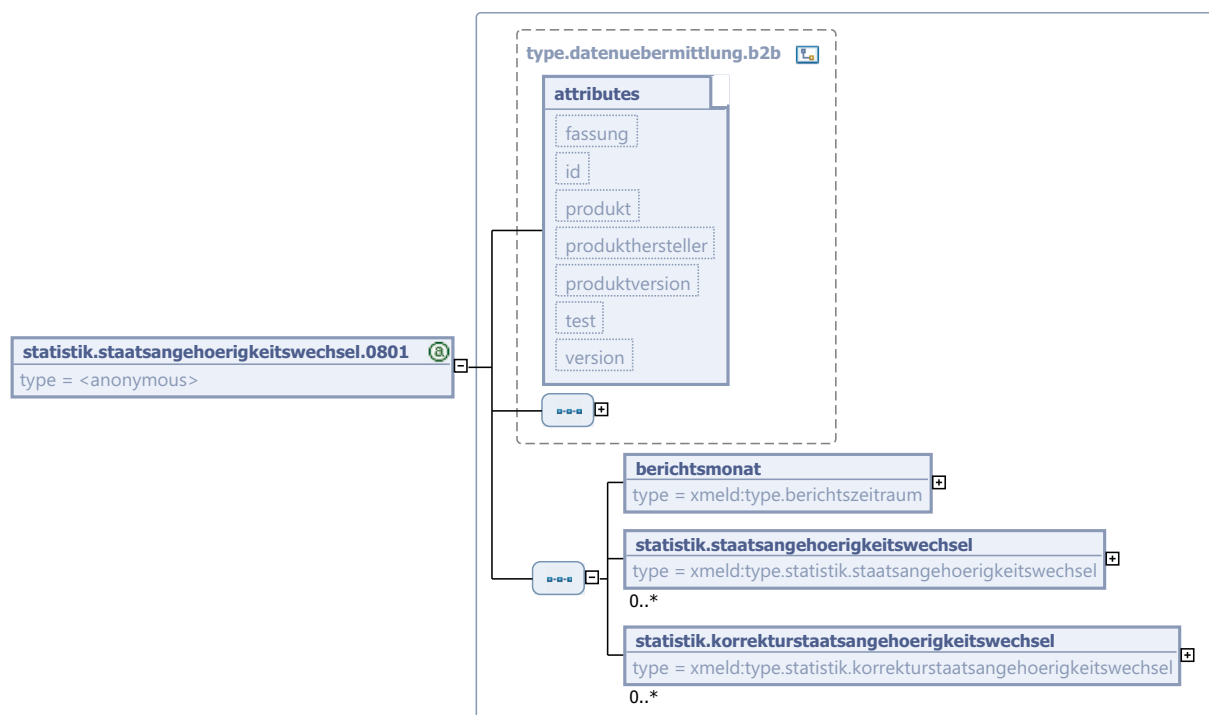 type.datenuebermittlung.b2b
attributes
fassung
id
produkt
produkthersteller
produktversion
test
version
statistik.staatsangehoerigkeitswechsel.0801
type = <anonymous>
berichtsmonat
type = xmeld:type.berichtszeitraum
statistik.staatsangehoerigkeitswechsel
type = xmeld:type.statistik.staatsangehoerigkeitswechsel
0..*
statistik.korrekturstaatsangehoerigkeitswechsel
type = xmeld:type.statistik.korrekturstaatsangehoerigkeitswechsel
0..*